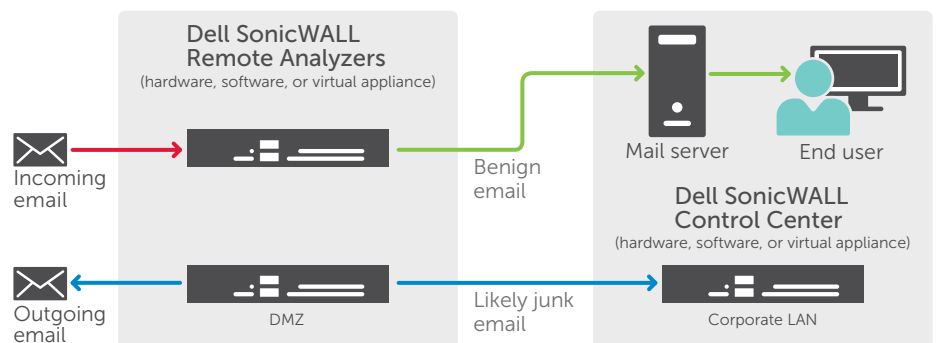 Dell SonicWALL
Remote Analyzers
(hardware, software, or virtual appliance)
Incoming
email
Benign
email
Mail server
End user
Dell SonicWALL
Control Center
(hardware, software, or virtual appliance)
Outgoing
email
DMZ
Likely junk
email
Corporate LAN